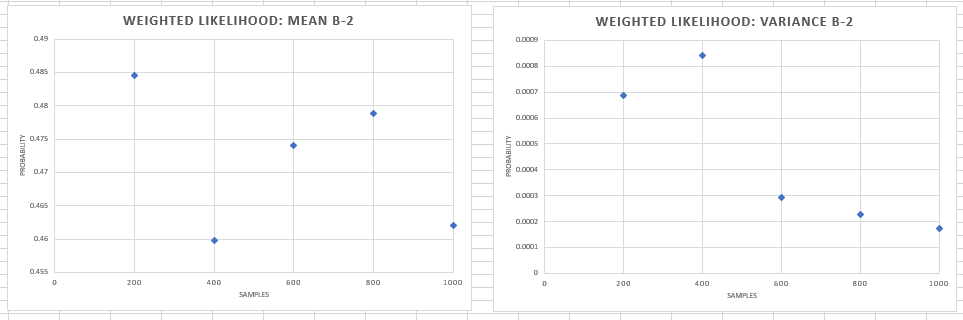 WEIGHTED LIKELIHOOD: MEAN B-2
0.49
0.485
0.48
0.475
0.47
0.465
0.46
0.455
PROBABILITY
0 200 400 600 800 1000
SAMPLES
WEIGHTED LIKELIHOOD: VARIANCE B-2
0.0009
0.0008
0.0007
0.0006
0.0005
0.0004
0.0003
0.0002
0.0001
0
PROBABILITY
0 200 400 600 800 1000
SAMPLES